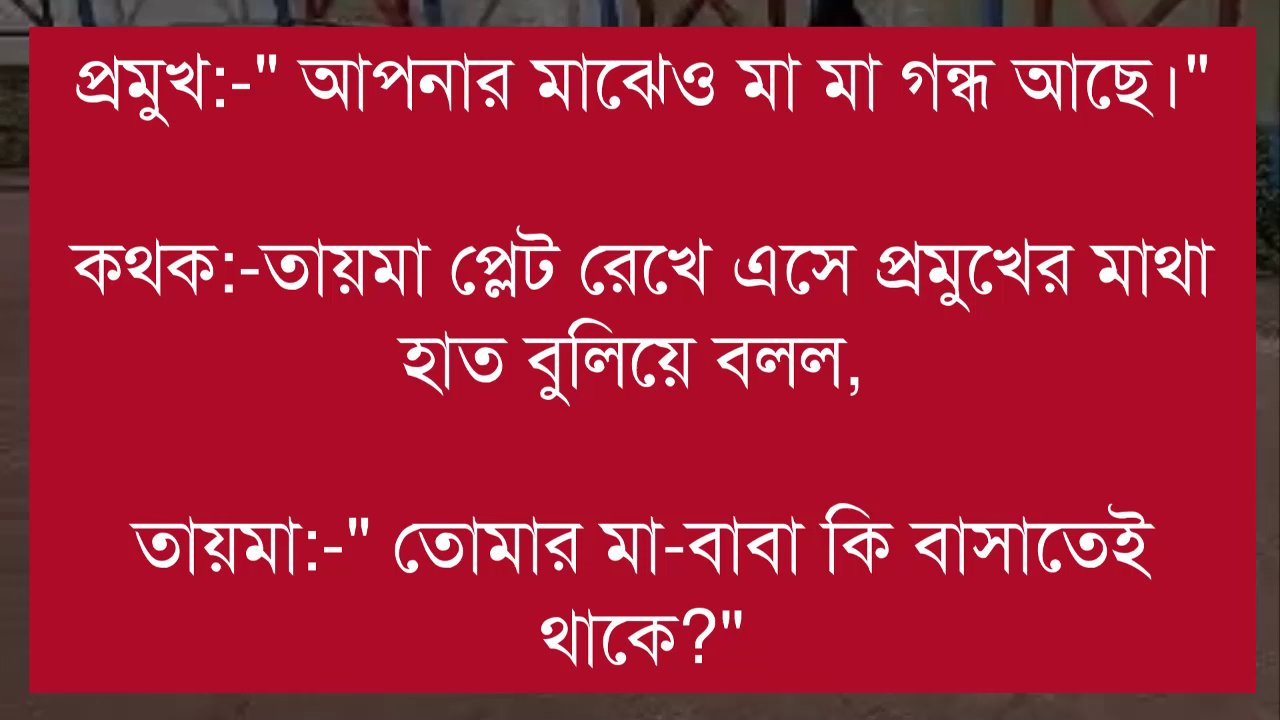 প্রমুখ:-" আপনার মাঝেও মা মা গন্ধ আছে।"
কথক:-তায়মা প্লেট রেখে এসে প্রমুখের মাথা
হাত বুলিয়ে বলল,
তায়মা:-" তোমার মা-বাবা কি বাসাতেই
থাকে?"